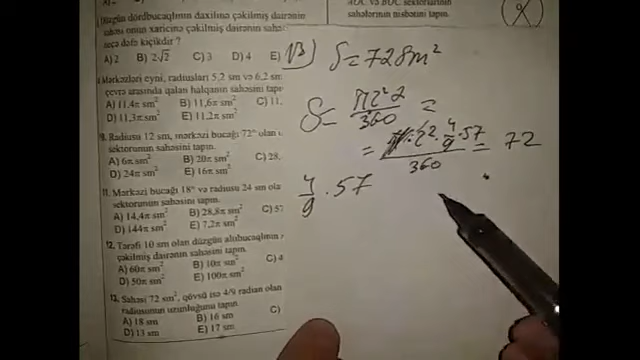 Düzgün dördbucaqlının daxilinə çəkilmiş dairənin
sahəsi onun xaricinə çəkilmiş dairənin
neçə dəfə kiçikdir?
A) 2 B) 2√2 C) 3 D) 4 E)
Mərkəzləri eyni, radiusları 5,2 sm və 6,2 sm
çevrə arasında qalan halqanın sahəsini
A) 11,4π sm² B) 11,6π sm² C) 11,
D) 11,3π sm² E) 11,2π sm²
Radiusu 12 sm, mərkəzi bucağı 72° olan
sektorunun sahəsini tapın.
A) 6π sm² B) 20π sm² C) 28,
D) 24π sm² E) 16π sm²
11. Mərkəzi bucağı 18° və radiusu 24 sm
sektorunun sahəsini tapın.
A) 14,4π sm² B) 28,8π sm² C) 5
D) 144π sm² E) 7,2π sm²
12. Tərəfi 10 sm olan düzgün altıbucaqlının
çəkilmiş dairənin sahəsini tapın.
A) 60π sm² B) 10π sm² C) 4
D) 50π sm² E) 100π sm²
13. Sahəsi 72 sm², qövsü isə 4/9 radian olan
radiusunun uzunluğunu tapın.
A) 18 sm B) 16 sm C)
D) 13 sm E) 17 sm
AOC və BOC sektorlarının
sahələrinin nisbətini tapın.
S = 72 sm²
S = πr²α / 360 =
= r² · 4/9 · 57 / 360 = 72
4/9 · 57